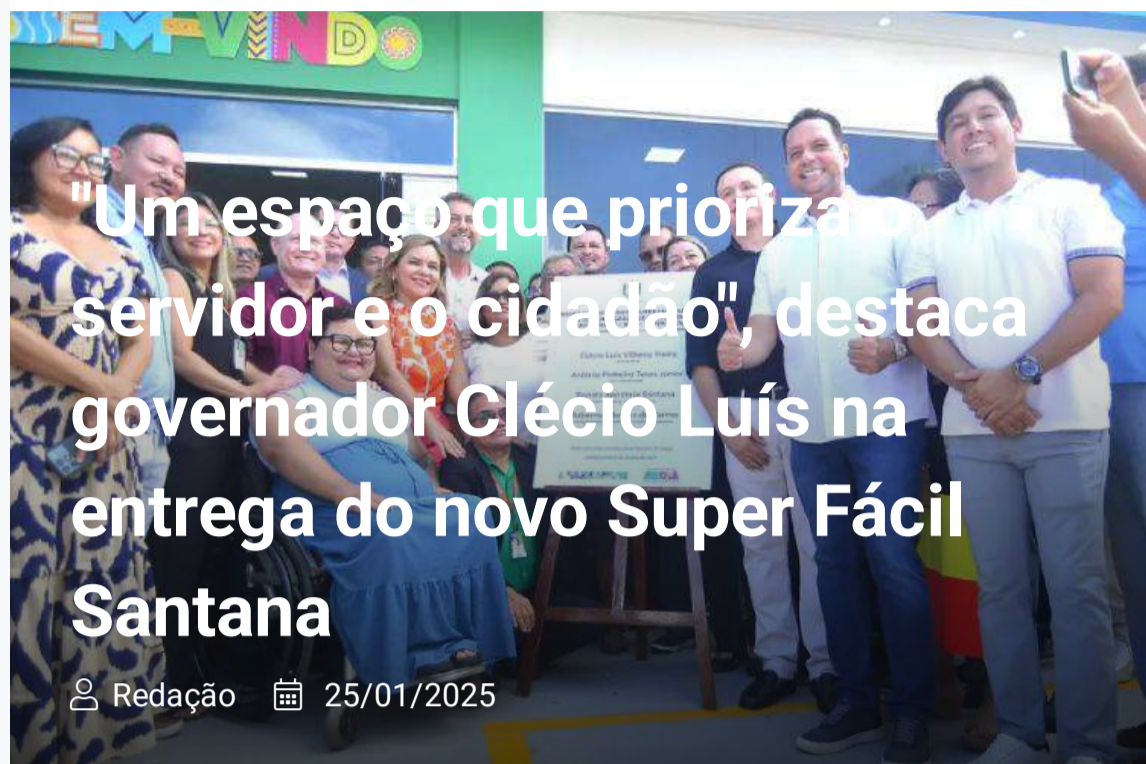 BEM-VINDO
"Um espaço que prioriza o
servidor e o cidadão", destaca
governador Clécio Luís na
entrega do novo Super Fácil
Santana
Redação 25/01/2025